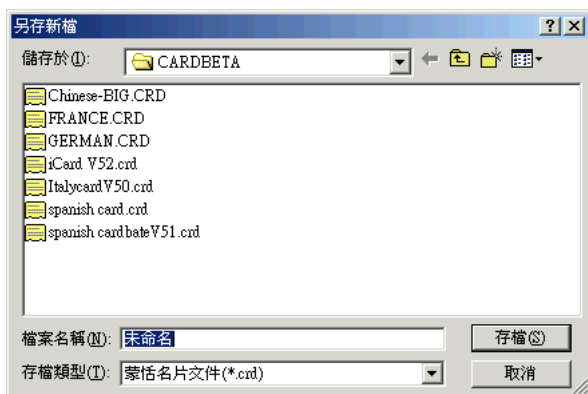 另存新檔
儲存於(I): CARDBETA
Chinese-BIG.CRD
FRANCE.CRD
GERMAN.CRD
iCard V52.crd
ItalycardV50.crd
spanish card.crd
spanish cardbateV51.crd
檔案名稱(N): 未命名 存檔(S)
存檔類型(T): 蒙恬名片文件(*.crd) 取消